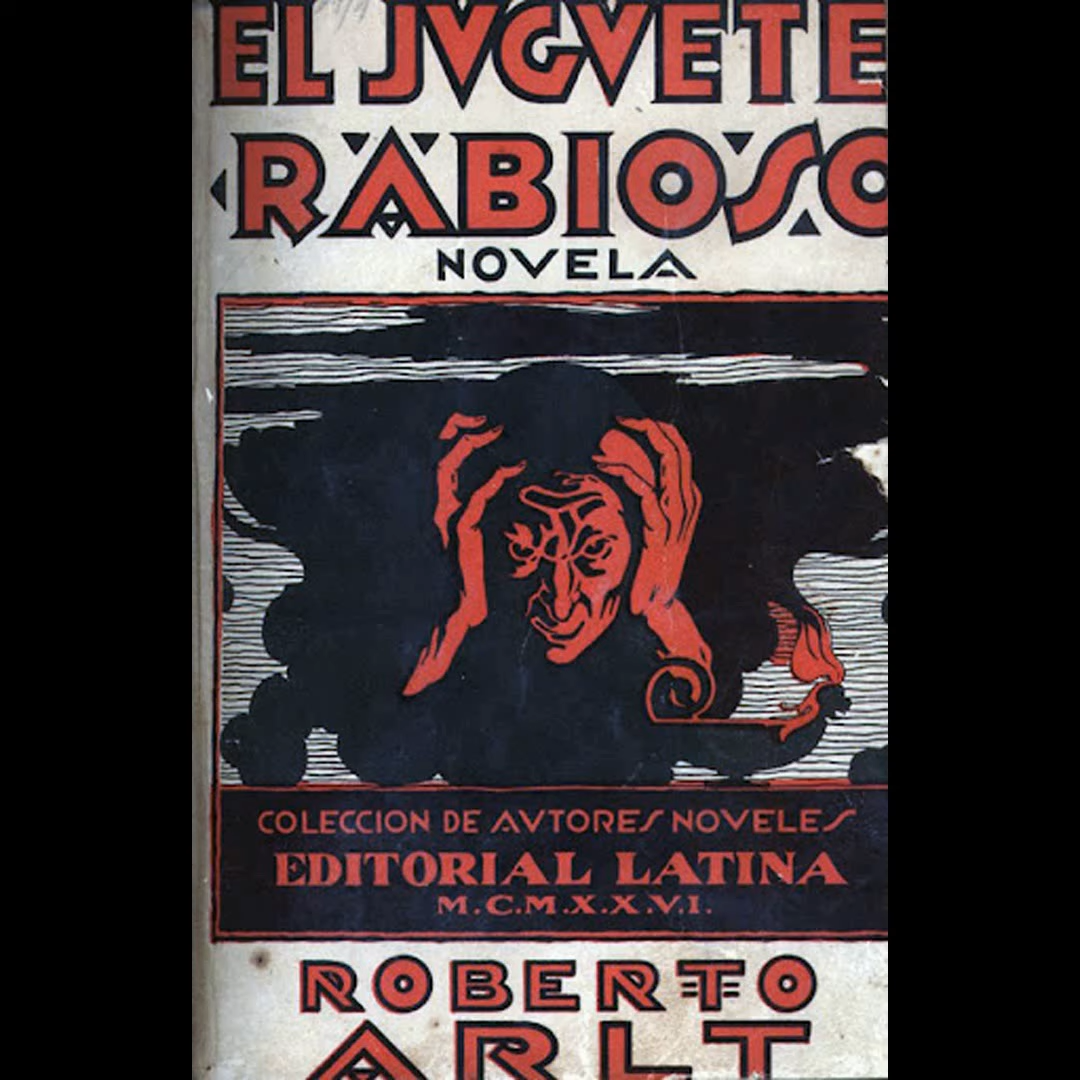 EL JVGVETE
RABIOSO
NOVELA
COLECCION DE AVTORES NOVELES
EDITORIAL LATINA
M.C.M.X.X.V.I.
ROBERTO
ARLT